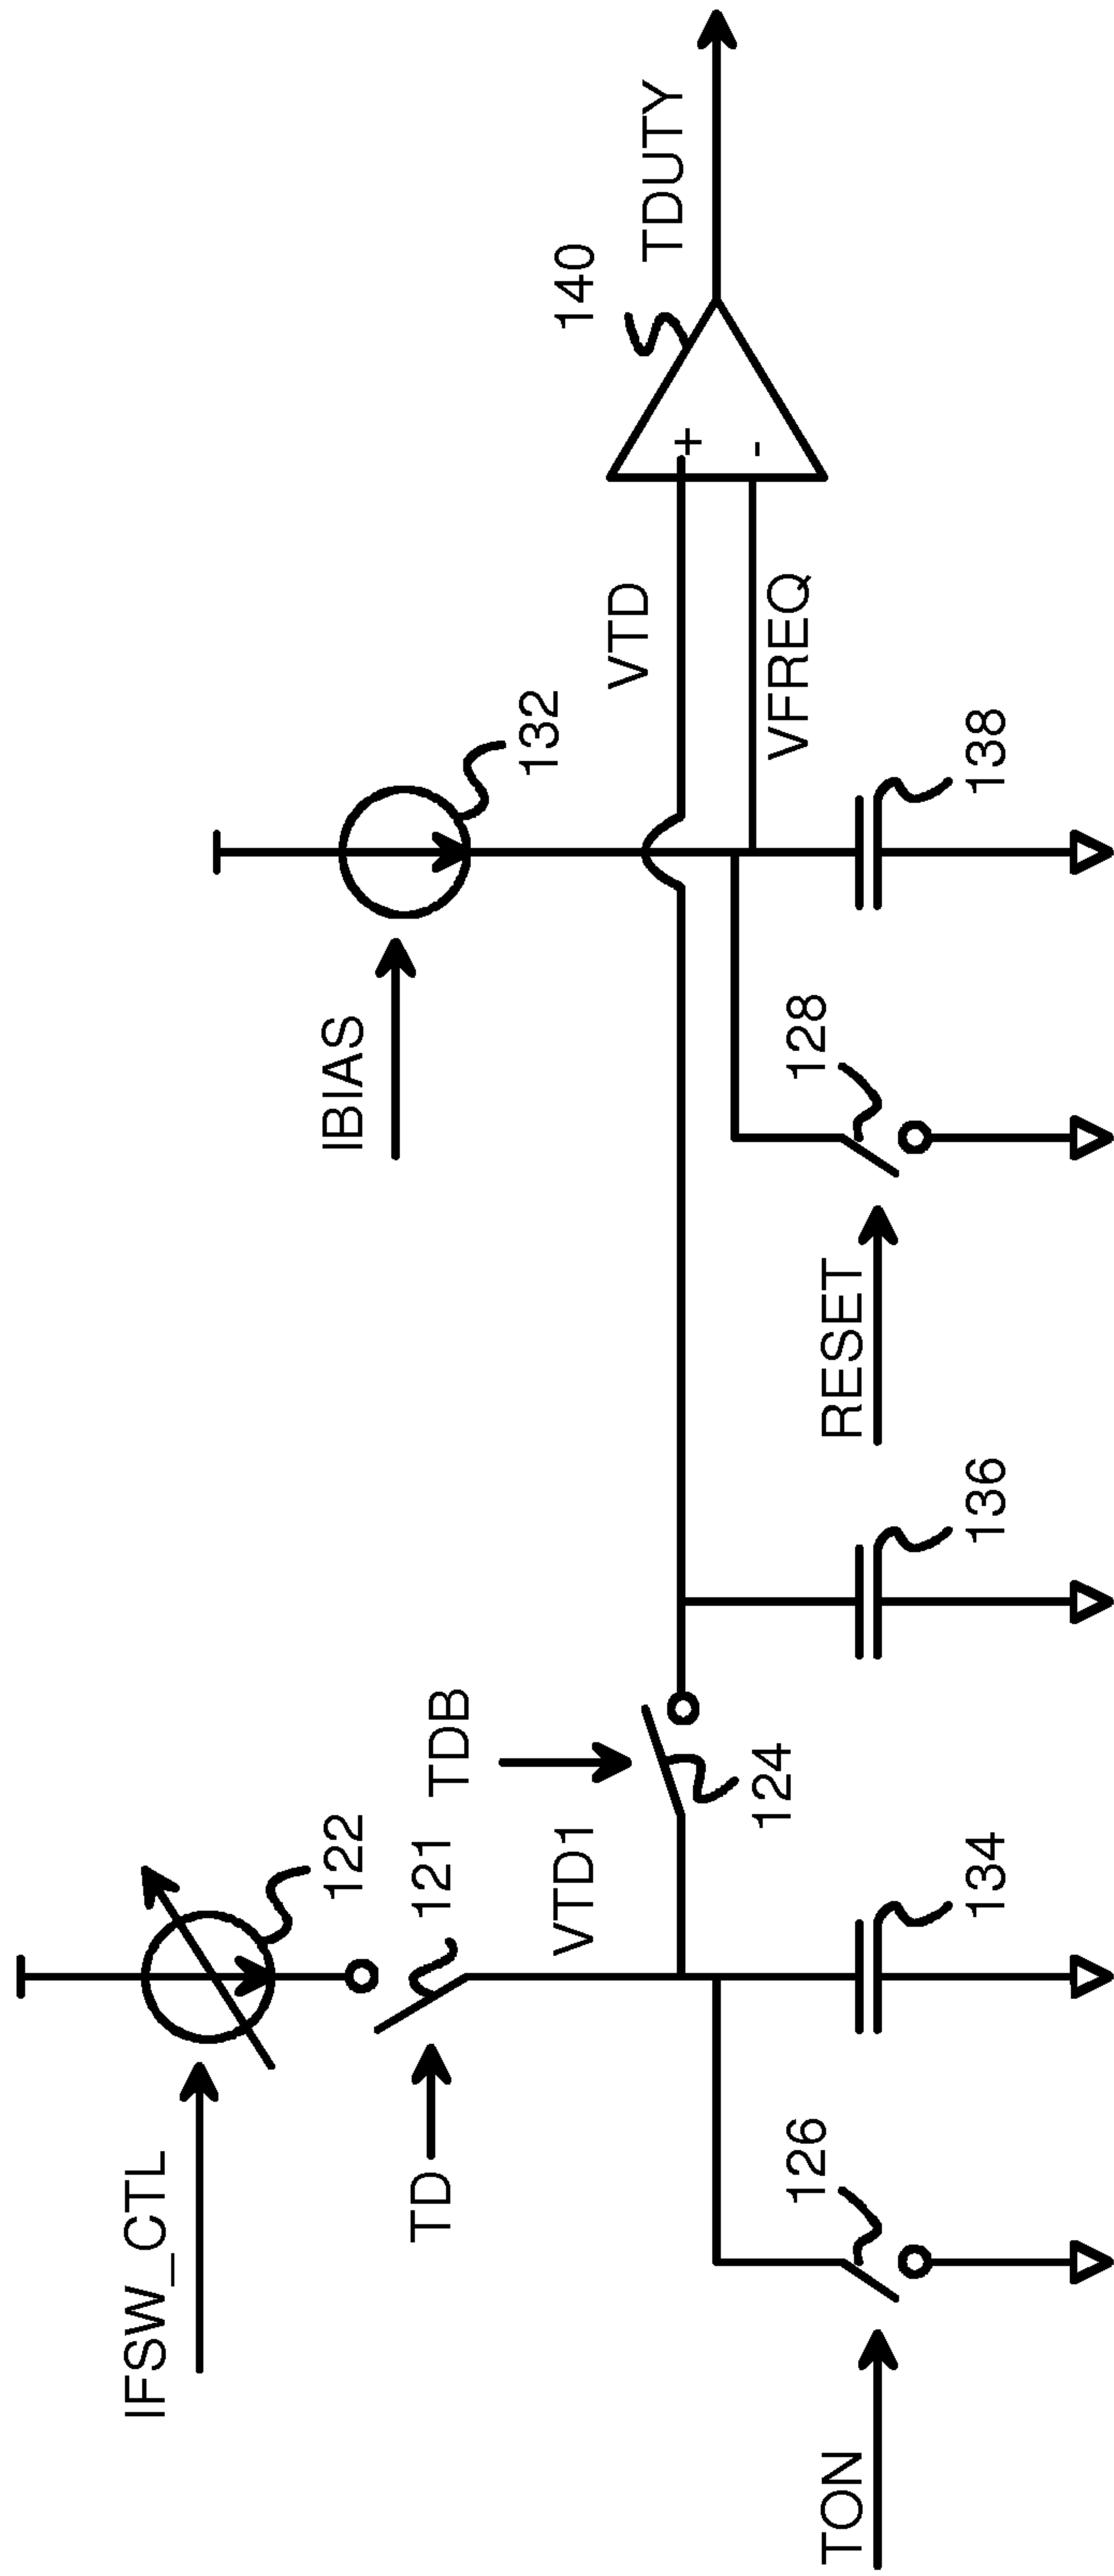 IFSW_CTL
122
TD
121
TDB
VTD1
124
TON
126
134
136
IBIAS
132
RESET
128
138
VTD
VFREQ
+
-
140
TDUTY